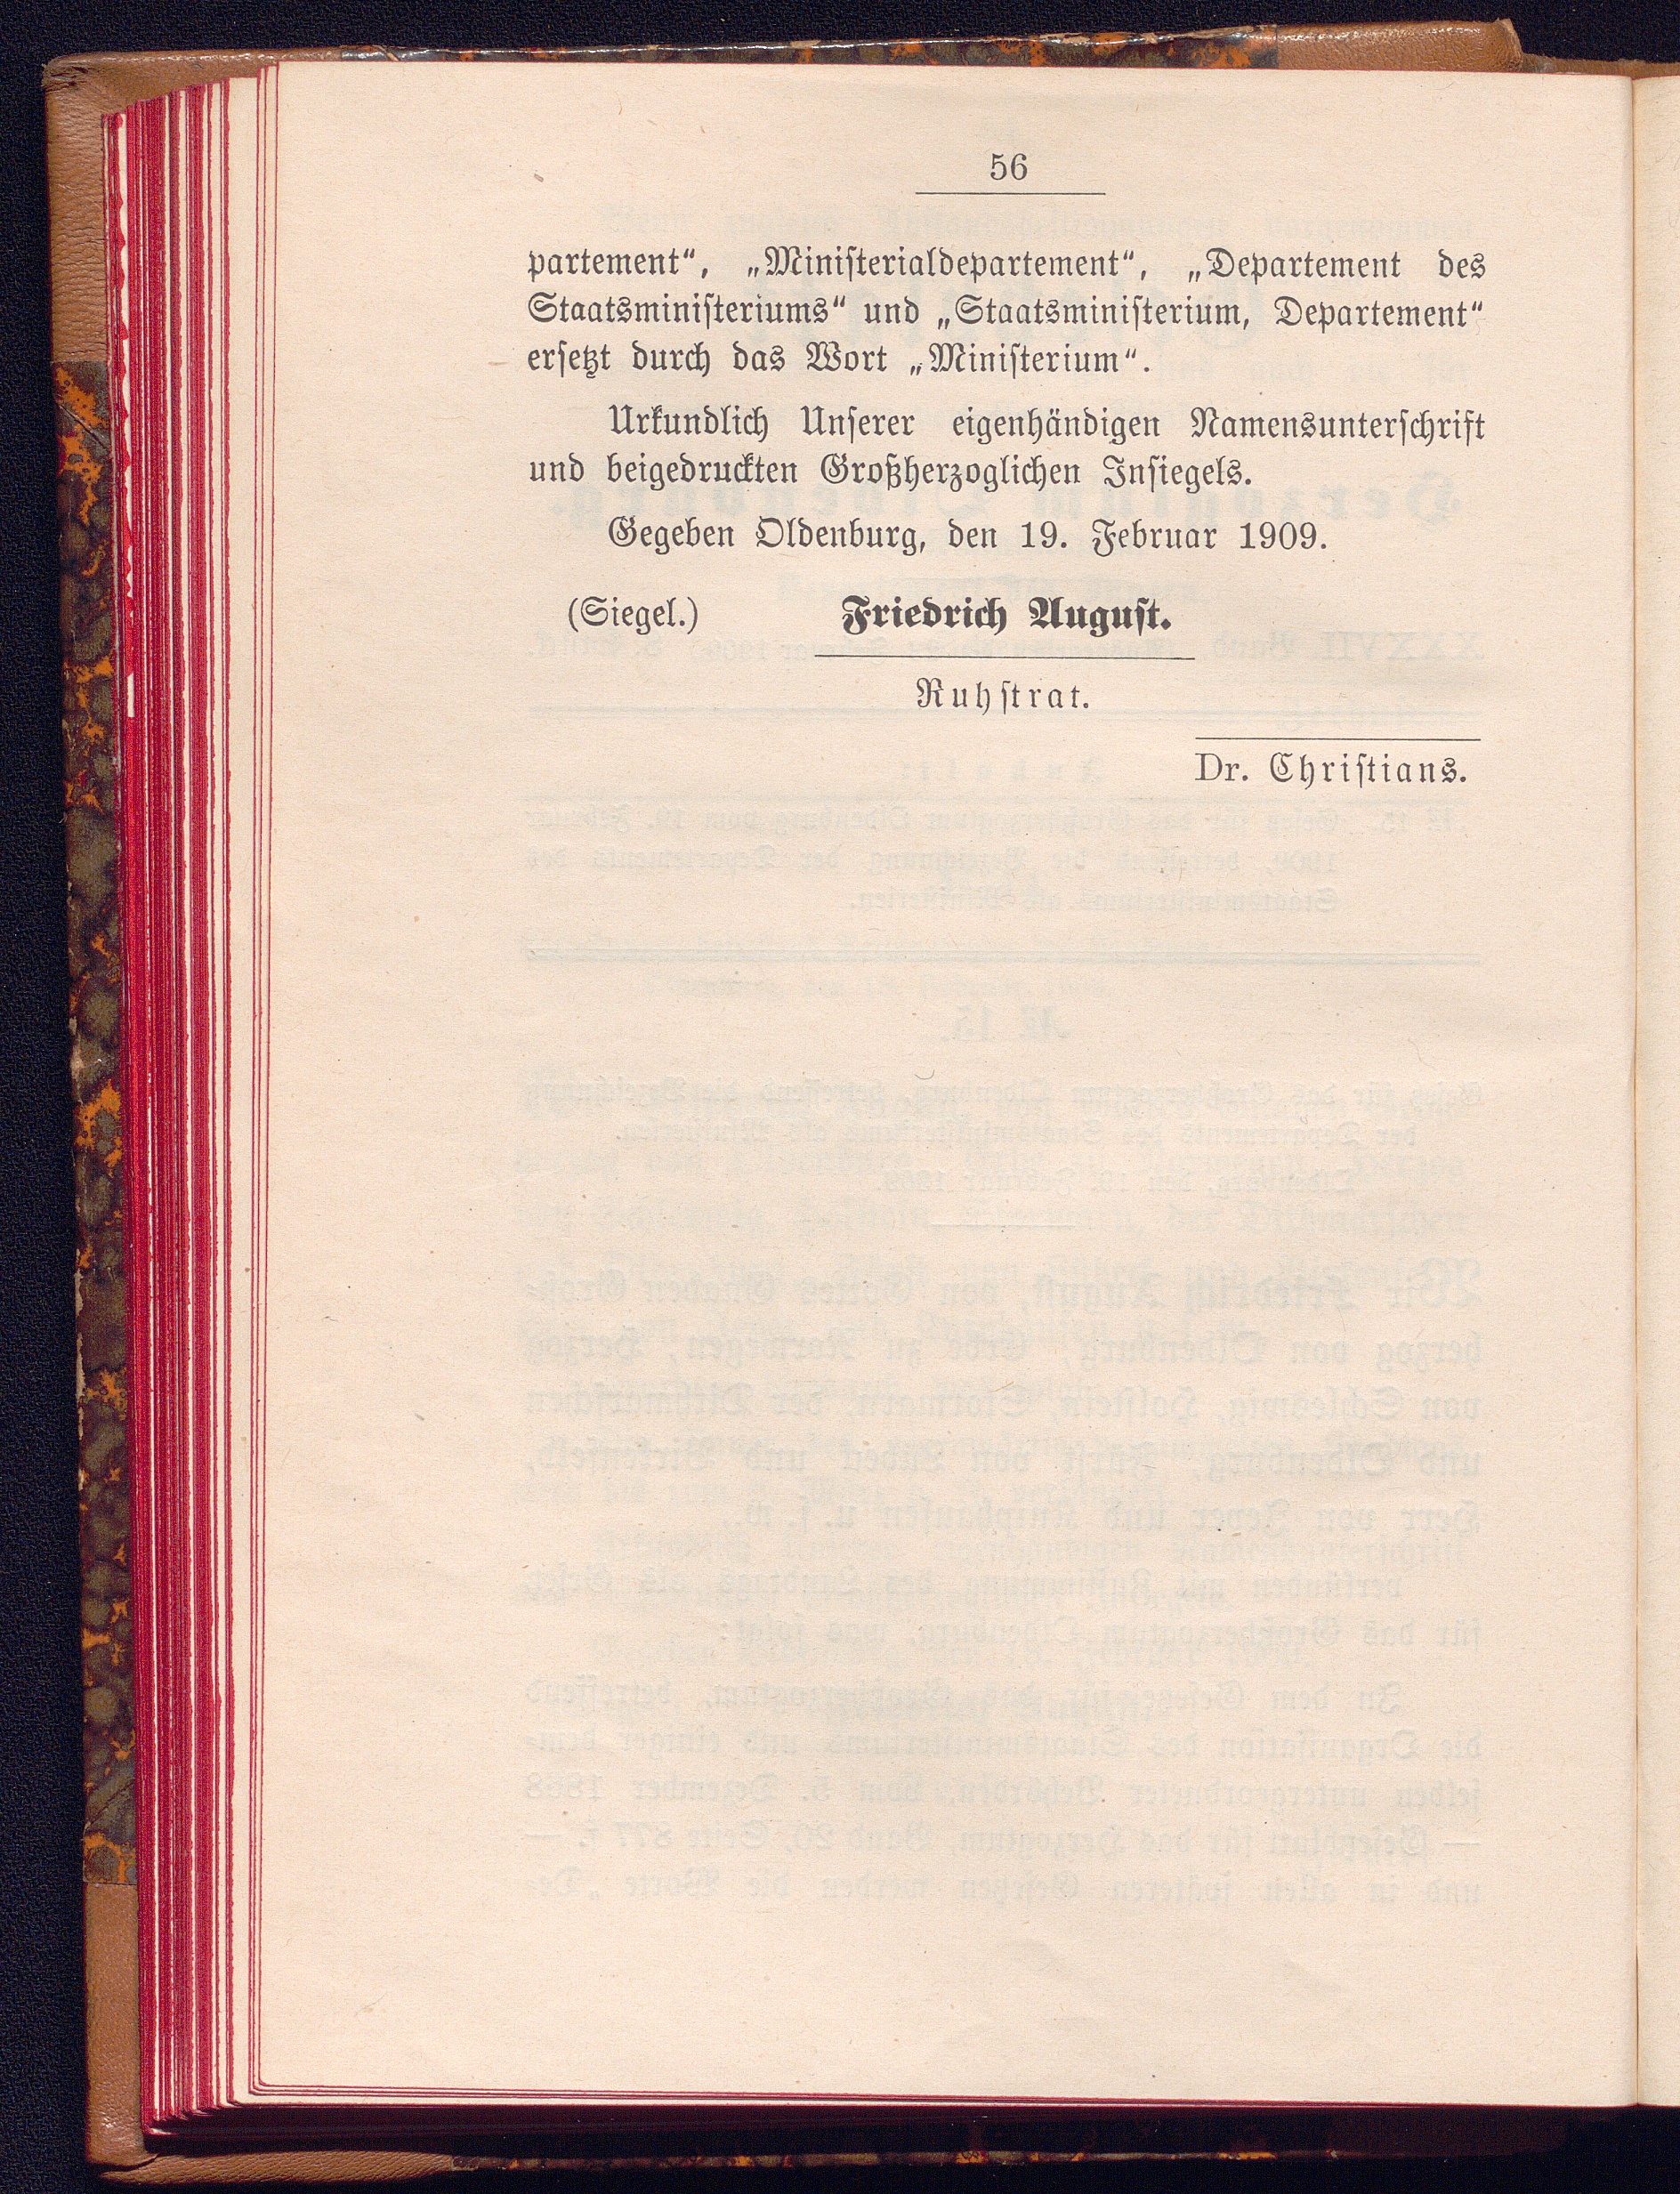 56
partement“, „Ministerialdepartement“, „Departement des
Staatsministeriums“ und „Staatsministerium, Departement“
ersetzt durch das Wort „Ministerium“.
Urkundlich Unserer eigenhändigen Namensunterschrift
und beigedruckten Großherzoglichen Insiegels.
Gegeben Oldenburg, den 19. Februar 1909.
(Siegel.) Friedrich August.
Ruhstrat.
Dr. Christians.